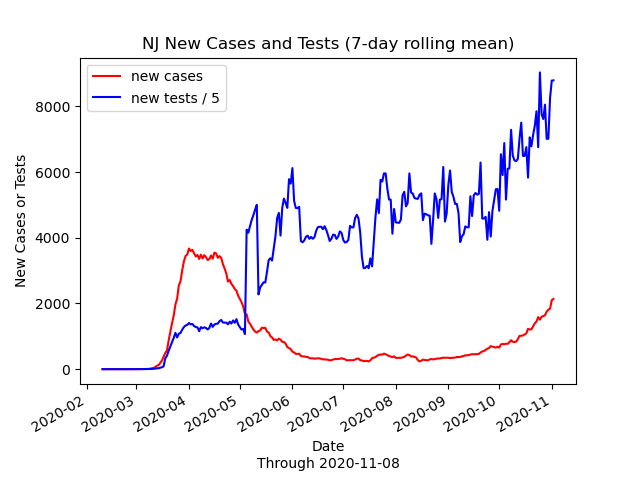 NJ New Cases and Tests (7-day rolling mean)
new cases
new tests / 5
8000
6000
4000
2000
0
New Cases or Tests
2020-02
2020-03
2020-04
2020-05
2020-06
2020-07
2020-08
2020-09
2020-10
2020-11
Date
Through 2020-11-08